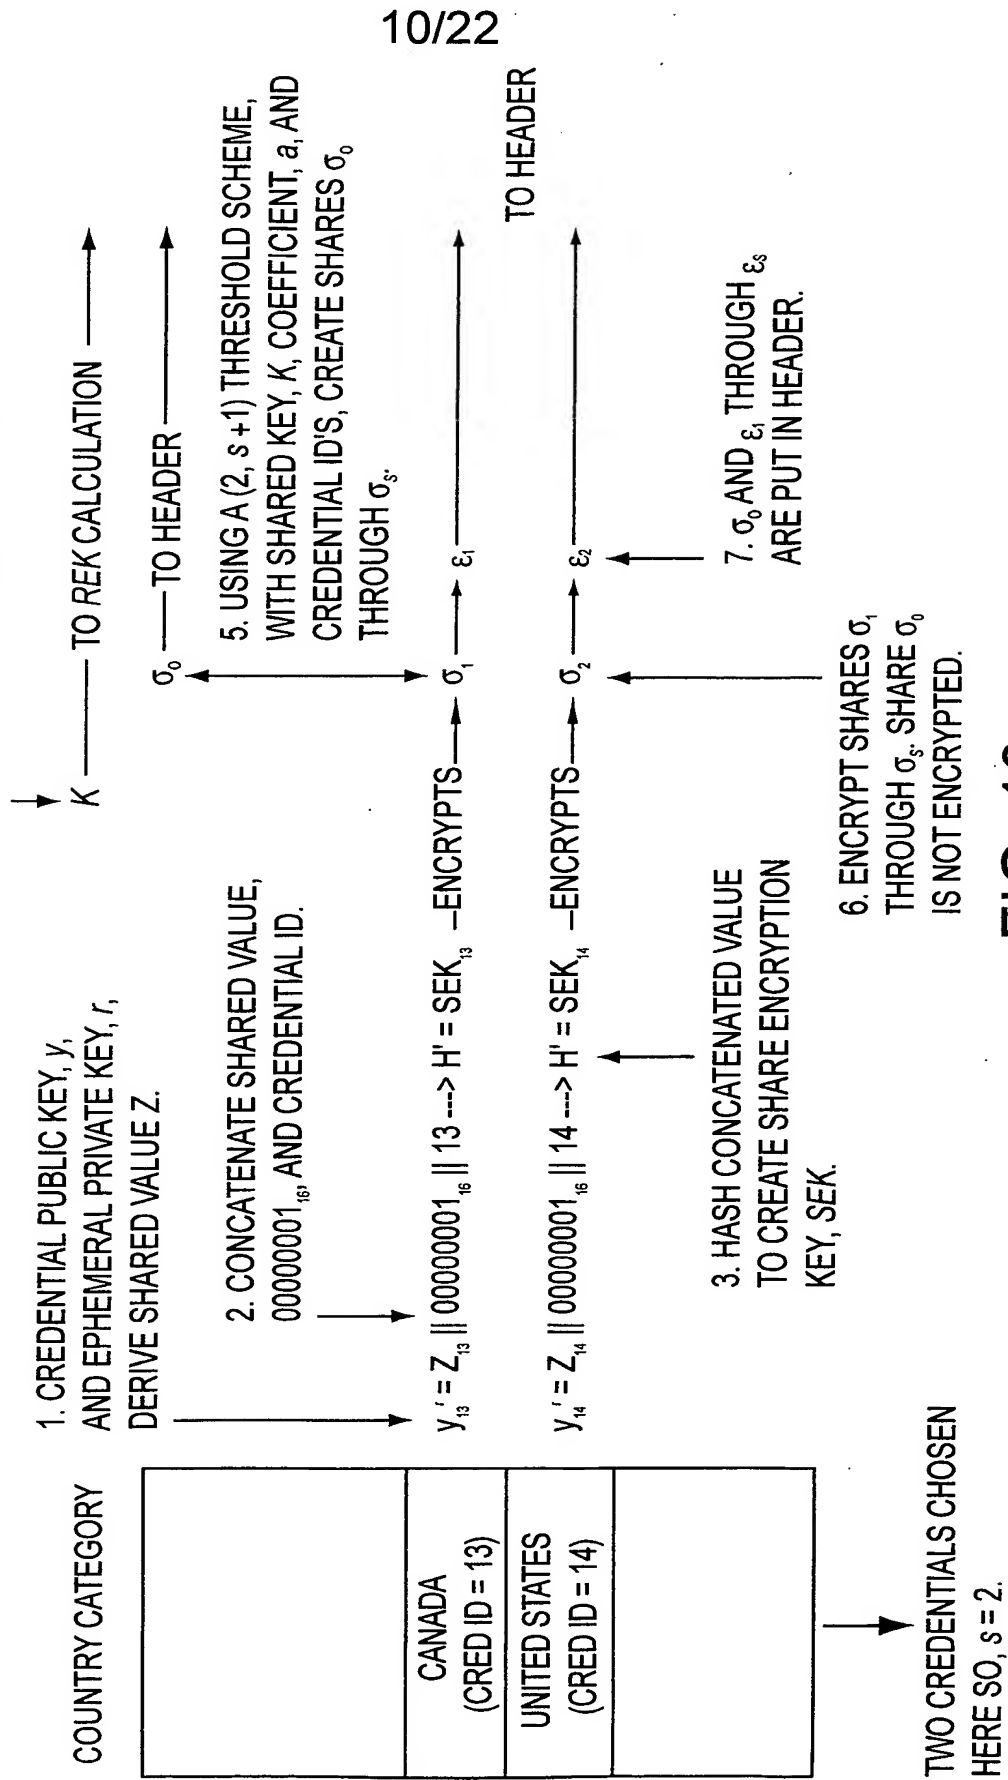 10/22
K — TO REK CALCULATION
σ₀ — TO HEADER
COUNTRY CATEGORY
CANADA
(CRED ID = 13)
UNITED STATES
(CRED ID = 14)
TWO CREDENTIALS CHOSEN
HERE SO, s = 2.
1. CREDENTIAL PUBLIC KEY, y,
AND EPHEMERAL PRIVATE KEY, r,
DERIVE SHARED VALUE Z.
2. CONCATENATE SHARED VALUE,
00000001₁₆, AND CREDENTIAL ID.
y₁₃' = Z₁₃ || 00000001₁₆ || 13 ---> H' = SEK₁₃ –ENCRYPTS→ σ₁ → ε₁
y₁₄' = Z₁₄ || 00000001₁₆ || 14 ---> H' = SEK₁₄ –ENCRYPTS→ σ₂ → ε₂
TO HEADER
3. HASH CONCATENATED VALUE
TO CREATE SHARE ENCRYPTION
KEY, SEK.
5. USING A (2, s +1) THRESHOLD SCHEME,
WITH SHARED KEY, K, COEFFICIENT, a, AND
CREDENTIAL ID'S, CREATE SHARES σ₀
THROUGH σₛ.
6. ENCRYPT SHARES σ₁
THROUGH σₛ. SHARE σ₀
IS NOT ENCRYPTED.
7. σ₀ AND ε₁ THROUGH εₛ
ARE PUT IN HEADER.